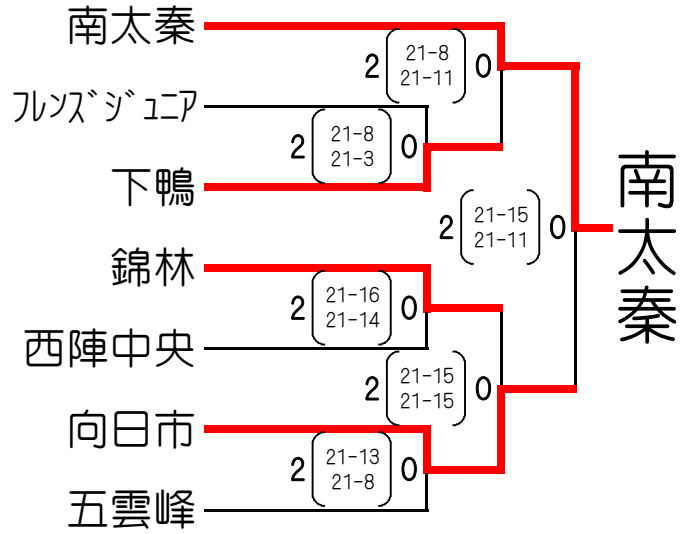 南太秦
2 21-8 0
21-11
フレンズジュニア
2 21-8 0
21-3
下鴨
2 21-15 0
21-11
南太秦
錦林
2 21-16 0
21-14
西陣中央
2 21-15 0
21-15
向日市
2 21-13 0
21-8
五雲峰